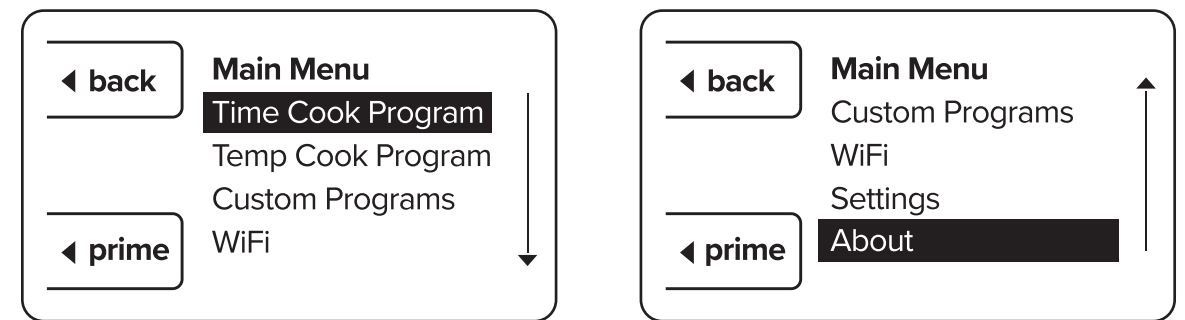 back
Main Menu
Time Cook Program
Temp Cook Program
Custom Programs
WiFi
prime
back
Main Menu
Custom Programs
WiFi
Settings
About
prime